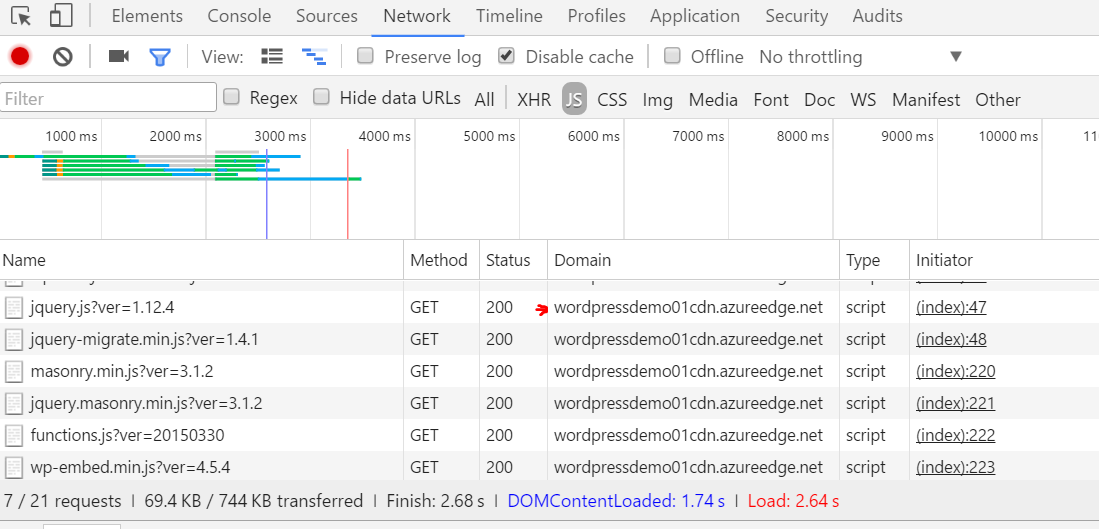 Elements Console Sources Network Timeline Profiles Application Security Audits
View: Preserve log Disable cache Offline No throttling
Filter Regex Hide data URLs All XHR JS CSS Img Media Font Doc WS Manifest Other
1000 ms 2000 ms 3000 ms 4000 ms 5000 ms 6000 ms 7000 ms 8000 ms 9000 ms 10000 ms 11
Name Method Status Domain Type Initiator
jquery.js?ver=1.12.4 GET 200 wordpressdemo01cdn.azureedge.net script (index):47
jquery-migrate.min.js?ver=1.4.1 GET 200 wordpressdemo01cdn.azureedge.net script (index):48
masonry.min.js?ver=3.1.2 GET 200 wordpressdemo01cdn.azureedge.net script (index):220
jquery.masonry.min.js?ver=3.1.2 GET 200 wordpressdemo01cdn.azureedge.net script (index):221
functions.js?ver=20150330 GET 200 wordpressdemo01cdn.azureedge.net script (index):222
wp-embed.min.js?ver=4.5.4 GET 200 wordpressdemo01cdn.azureedge.net script (index):223
7 / 21 requests | 69.4 KB / 744 KB transferred | Finish: 2.68 s | DOMContentLoaded: 1.74 s | Load: 2.64 s